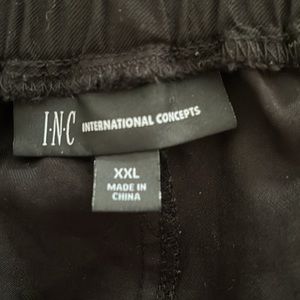 I·N·C INTERNATIONAL CONCEPTS
XXL
MADE IN
CHINA